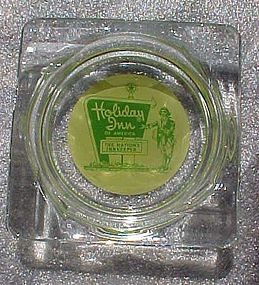 Holiday
Inn
OF AMERICA
THE NATION'S
INNKEEPER